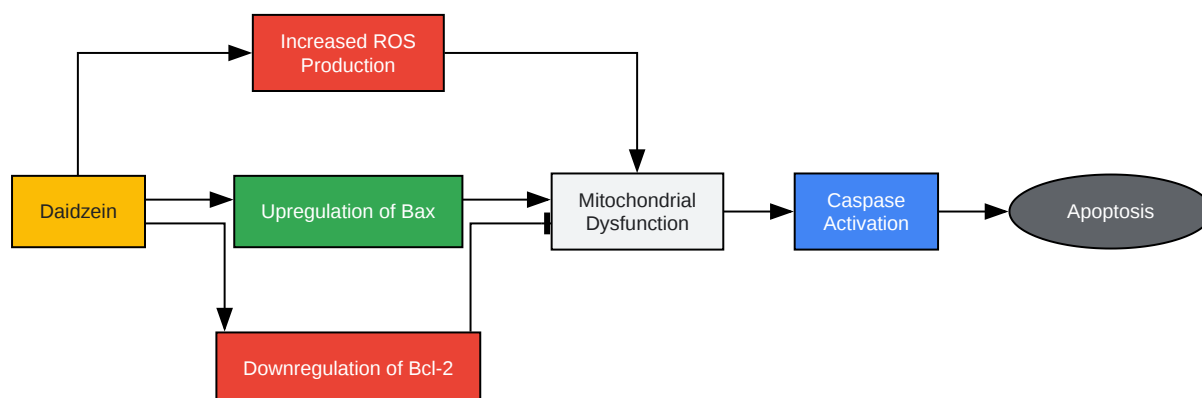 Increased ROS
Production
Daidzein
Upregulation of Bax
Mitochondrial
Dysfunction
Caspase
Activation
Apoptosis
Downregulation of Bcl-2